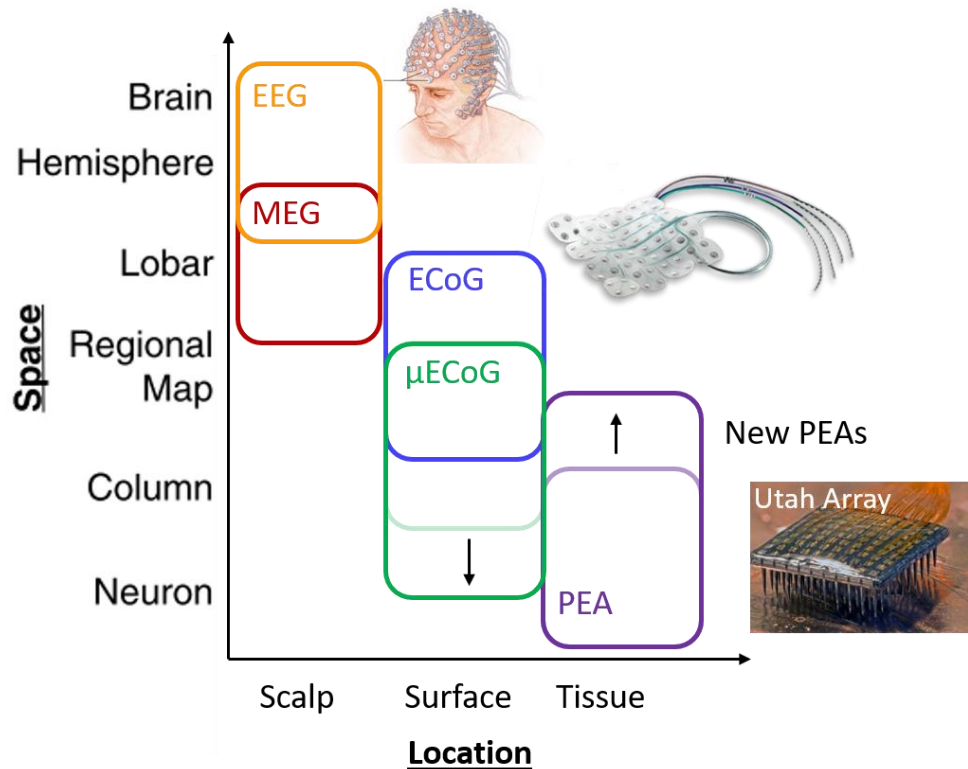 Brain
Hemisphere
Lobar
Regional
Map
Column
Neuron
Space
EEG
MEG
ECoG
μECoG
PEA
New PEAs
Utah Array
Scalp
Surface
Tissue
Location